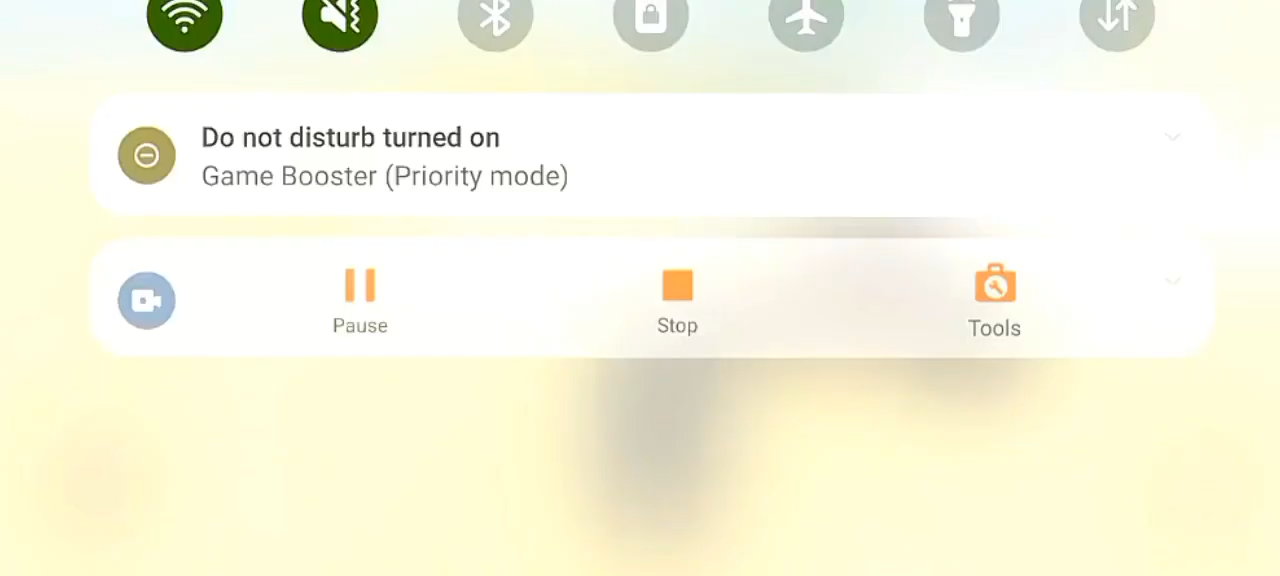 Do not disturb turned on
Game Booster (Priority mode)
Pause
Stop
Tools